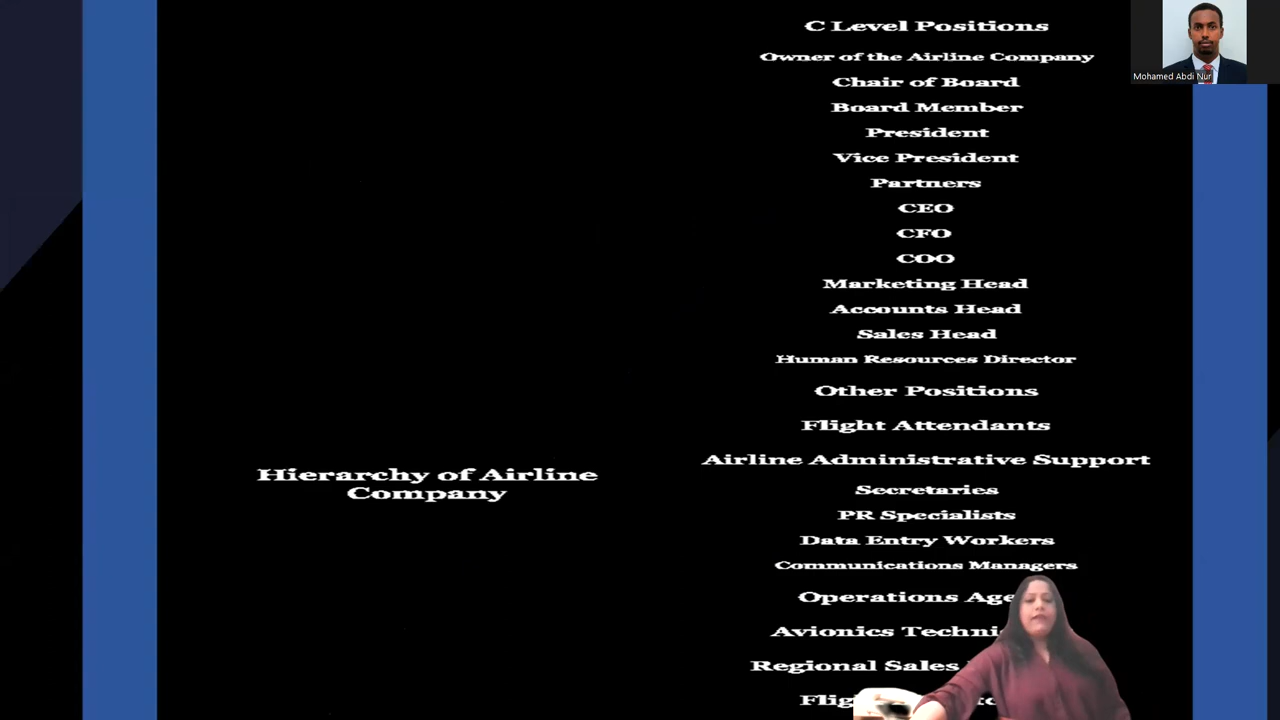 C Level Positions
Owner of the Airline Company
Chair of Board
Board Member
President
Vice President
Partners
CEO
CFO
COO
Marketing Head
Accounts Head
Sales Head
Human Resources Director
Other Positions
Flight Attendants
Airline Administrative Support
Secretaries
PR Specialists
Data Entry Workers
Communications Managers
Operations
Avionics
Regional Sales
Hierarchy of Airline
Company
Mohamed Abdi Nur